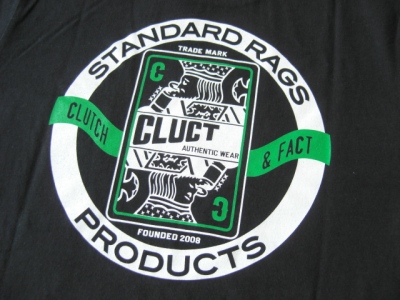 STANDARD RAGS
TRADE MARK
C
CLUTCH
CLUCT
AUTHENTIC WEAR
& FACT
C
FOUNDED 2008
PRODUCTS